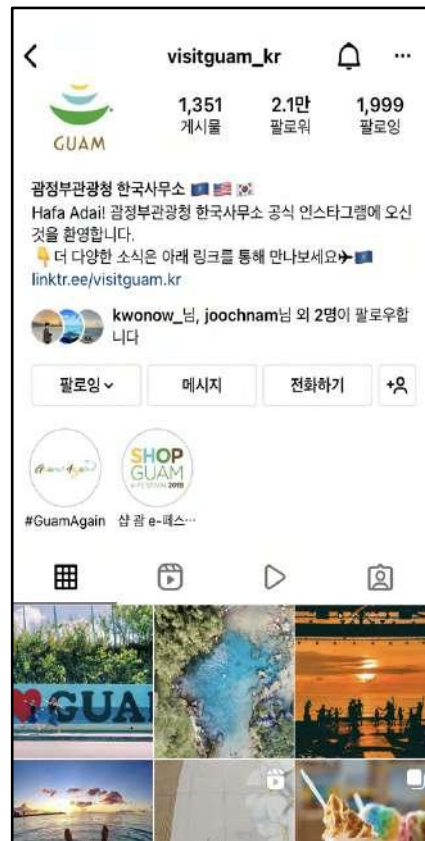 visitguam_kr
1,351
2.1만
1,999
게시물
팔로워
팔로잉
GUAM
괌정부관광청 한국사무소
Hafa Adai! 괌정부관광청 한국사무소 공식 인스타그램에 오신
것을 환영합니다.
더 다양한 소식은 아래 링크를 통해 만나보세요
linktr.ee/visitguam.kr
kwonow_님, joochnam님 외 2명이 팔로우합
니다
팔로잉
메시지
전화하기
SHOP
GUAM
e-FESTIVAL 2019
#GuamAgain
샵 괌 e-페스…
GUA